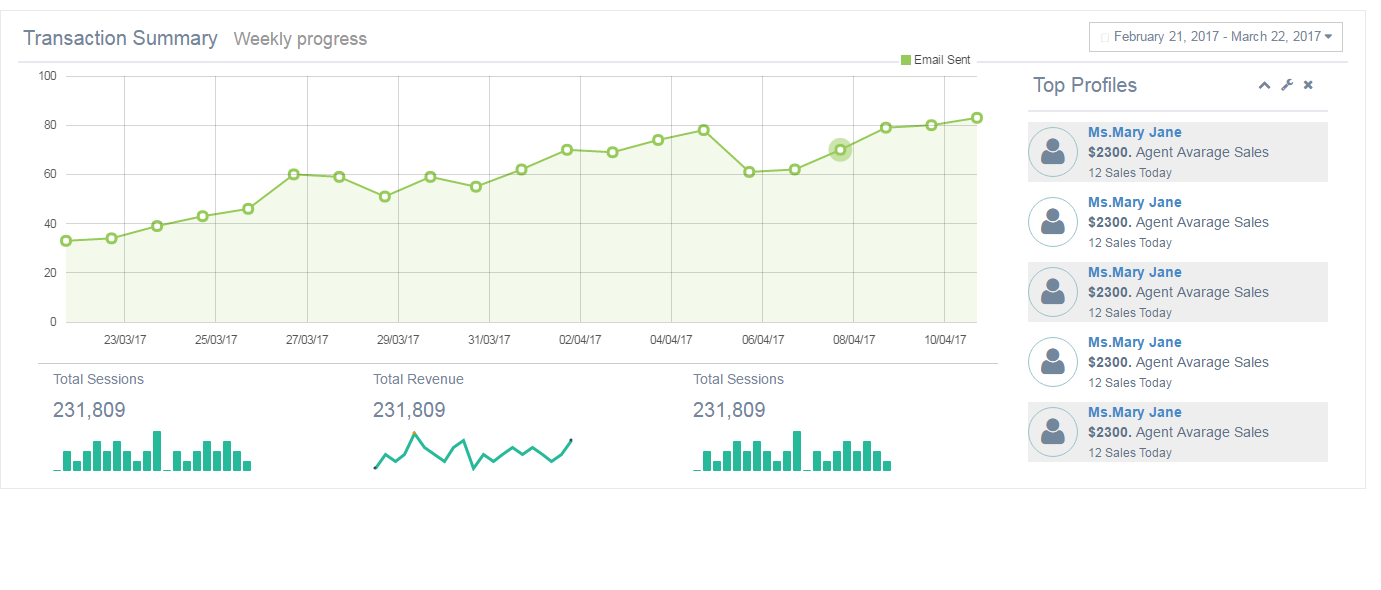 Transaction Summary Weekly progress
February 21, 2017 - March 22, 2017
Email Sent
100
80
60
40
20
0
23/03/17 25/03/17 27/03/17 29/03/17 31/03/17 02/04/17 04/04/17 06/04/17 08/04/17 10/04/17
Total Sessions
231,809
Total Revenue
231,809
Total Sessions
231,809
Top Profiles
Ms.Mary Jane
$2300. Agent Avarage Sales
12 Sales Today
Ms.Mary Jane
$2300. Agent Avarage Sales
12 Sales Today
Ms.Mary Jane
$2300. Agent Avarage Sales
12 Sales Today
Ms.Mary Jane
$2300. Agent Avarage Sales
12 Sales Today
Ms.Mary Jane
$2300. Agent Avarage Sales
12 Sales Today